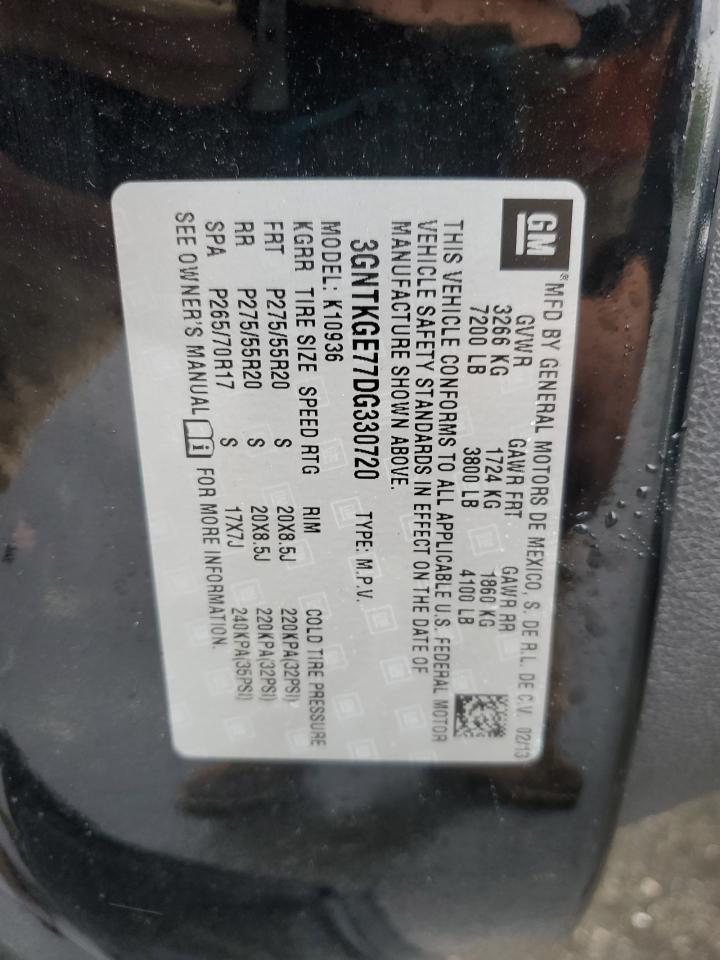 GM ® MFD BY GENERAL MOTORS DE MEXICO, S. DE R.L. DE C.V. 02/13
GVWR GAWR FRT GAWR RR
3266 KG 1724 KG 1860 KG
7200 LB 3800 LB 4100 LB
THIS VEHICLE CONFORMS TO ALL APPLICABLE U.S. FEDERAL MOTOR
VEHICLE SAFETY STANDARDS IN EFFECT ON THE DATE OF
MANUFACTURE SHOWN ABOVE.
3GNTKGE77DG330720 TYPE: M.P.V.
MODEL: K10936
KGRR TIRE SIZE SPEED RTG RIM COLD TIRE PRESSURE
FRT P275/55R20 S 20X8.5J 220KPA(32PSI)
RR P275/55R20 S 20X8.5J 220KPA(32PSI)
SPA P265/70R17 S 17X7J 240KPA(35PSI)
SEE OWNER'S MANUAL i FOR MORE INFORMATION.